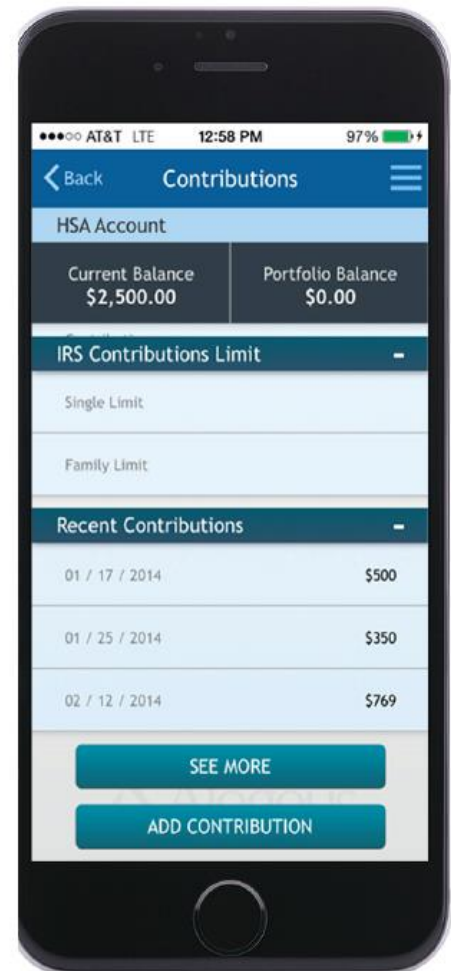 AT&T LTE 12:58 PM 97%
Back Contributions
HSA Account
Current Balance Portfolio Balance
$2,500.00 $0.00
IRS Contributions Limit -
Single Limit
Family Limit
Recent Contributions -
01 / 17 / 2014 $500
01 / 25 / 2014 $350
02 / 12 / 2014 $769
SEE MORE
ADD CONTRIBUTION